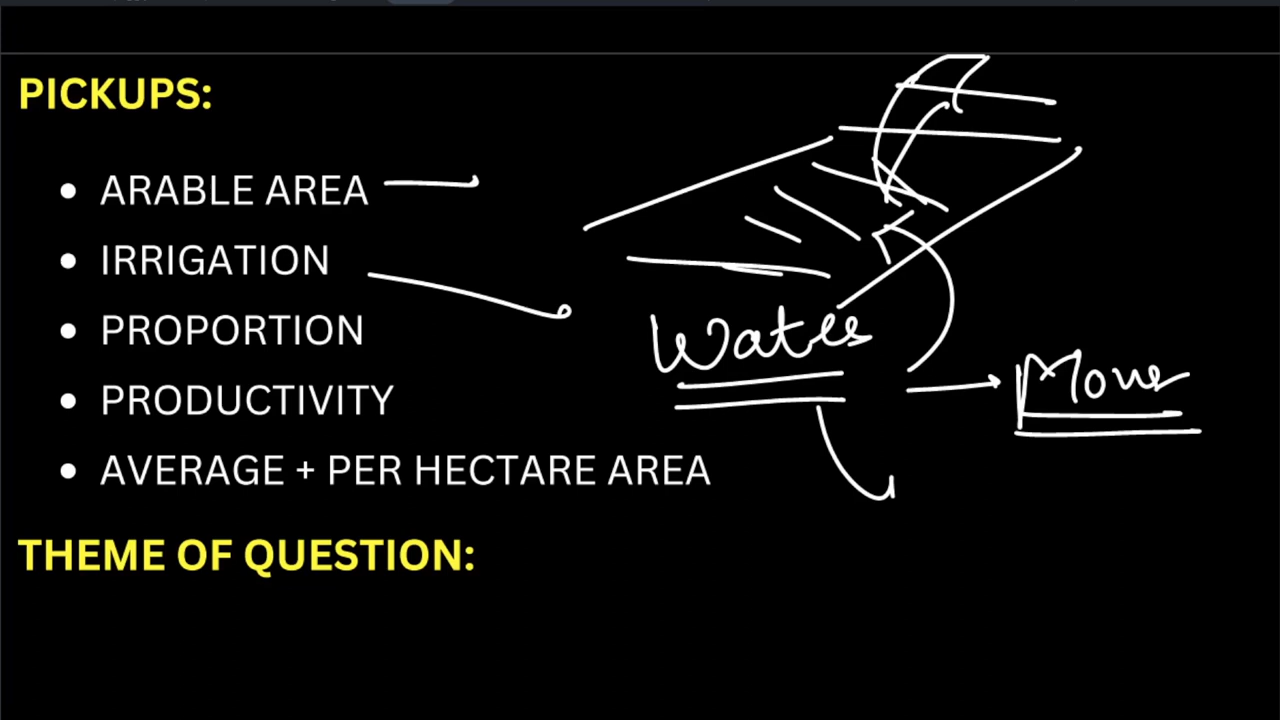 PICKUPS:
• ARABLE AREA
• IRRIGATION
• PROPORTION
• PRODUCTIVITY
• AVERAGE + PER HECTARE AREA
Water
THEME OF QUESTION: